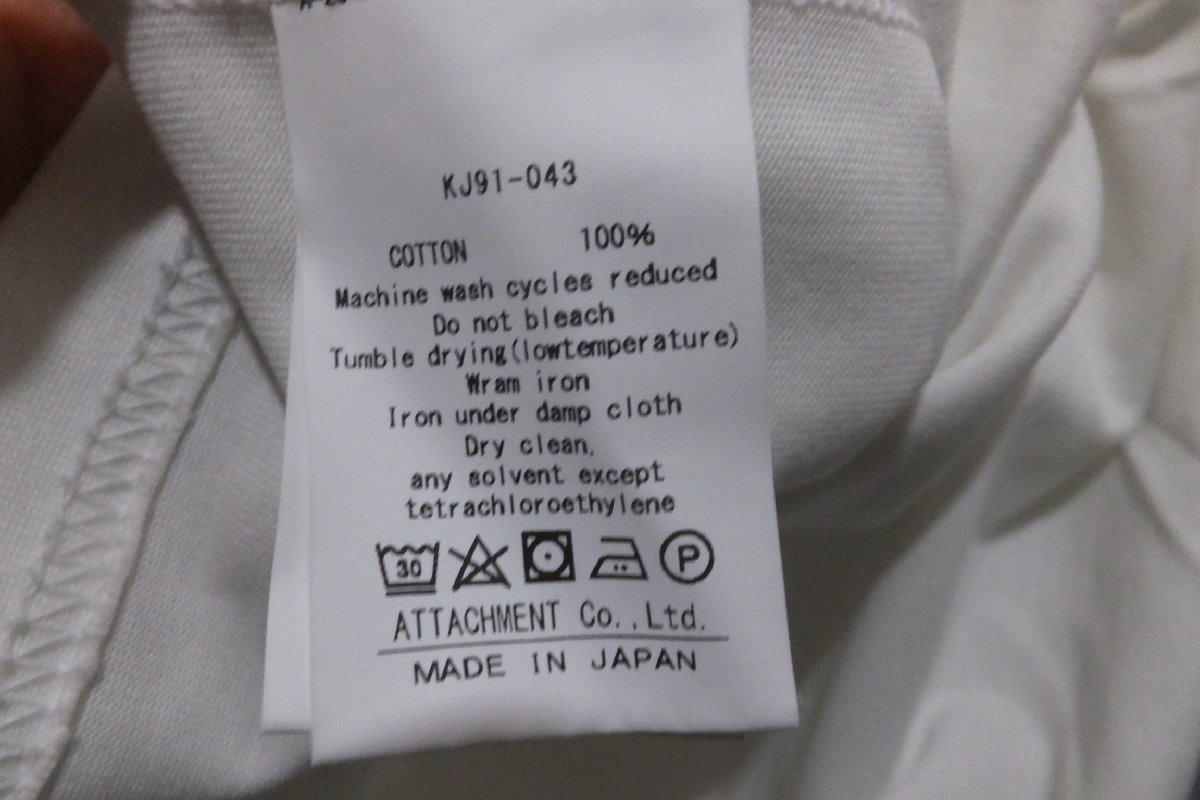 KJ91-043
COTTON 100%
Machine wash cycles reduced
Do not bleach
Tumble drying(lowtemperature)
Wram iron
Iron under damp cloth
Dry clean,
any solvent except
tetrachloroethylene
30 P
ATTACHMENT Co.,Ltd.
MADE IN JAPAN